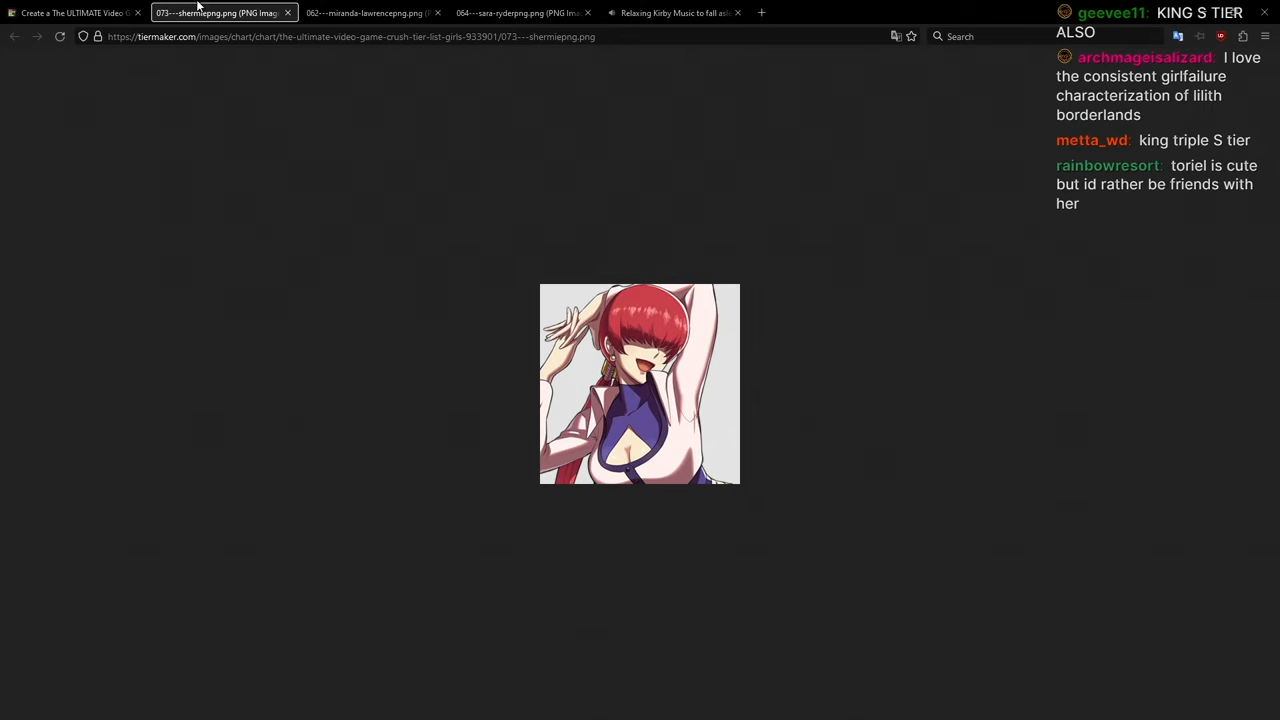 Create a The ULTIMATE Video G
073---shermiepng.png (PNG Imag
062---miranda-lawrencepng.png (P
064---sara-ryderpng.png (PNG Ima
Relaxing Kirby Music to fall asle
https://tiermaker.com/images/chart/chart/the-ultimate-video-game-crush-tier-list-girls-933901/073---shermiepng.png
Search
geevee11: KING S TIER
ALSO
archmageisalizard: I love
the consistent girlfailure
characterization of lilith
borderlands
metta_wd: king triple S tier
rainbowresort: toriel is cute
but id rather be friends with
her